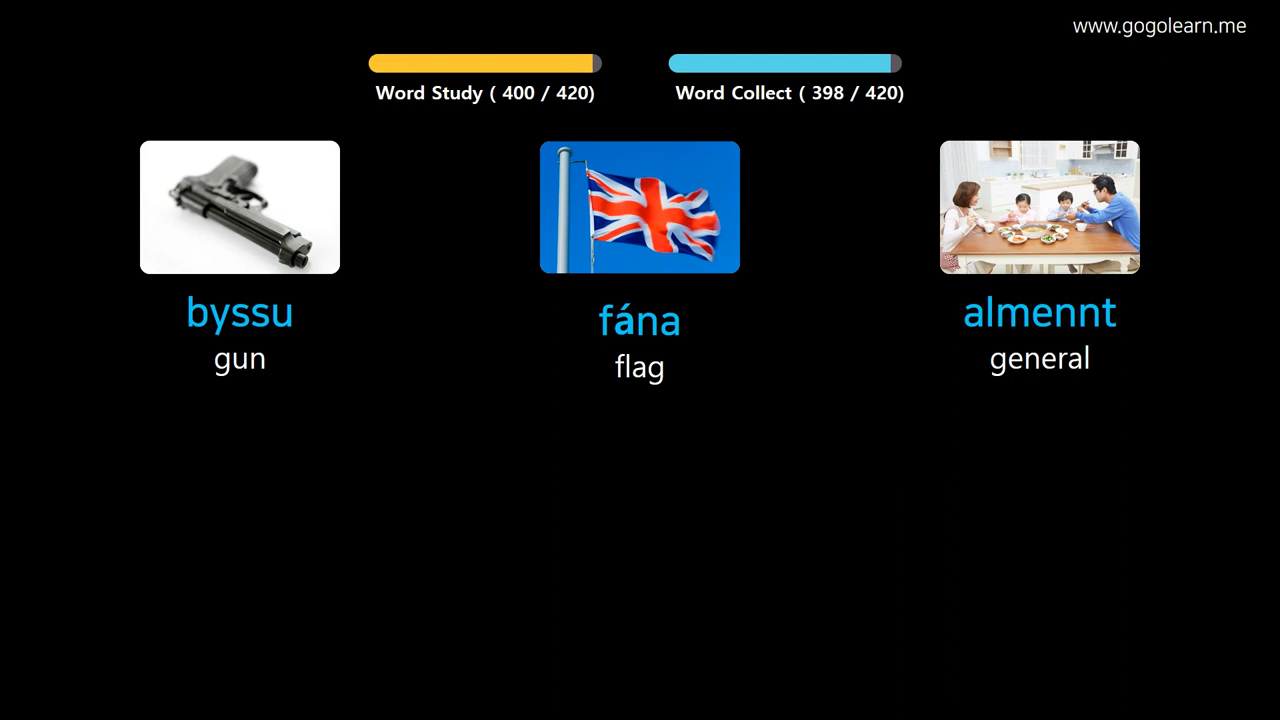 www.gogolearn.me
Word Study ( 400 / 420)
Word Collect ( 398 / 420)
byssu
gun
fána
flag
almennt
general